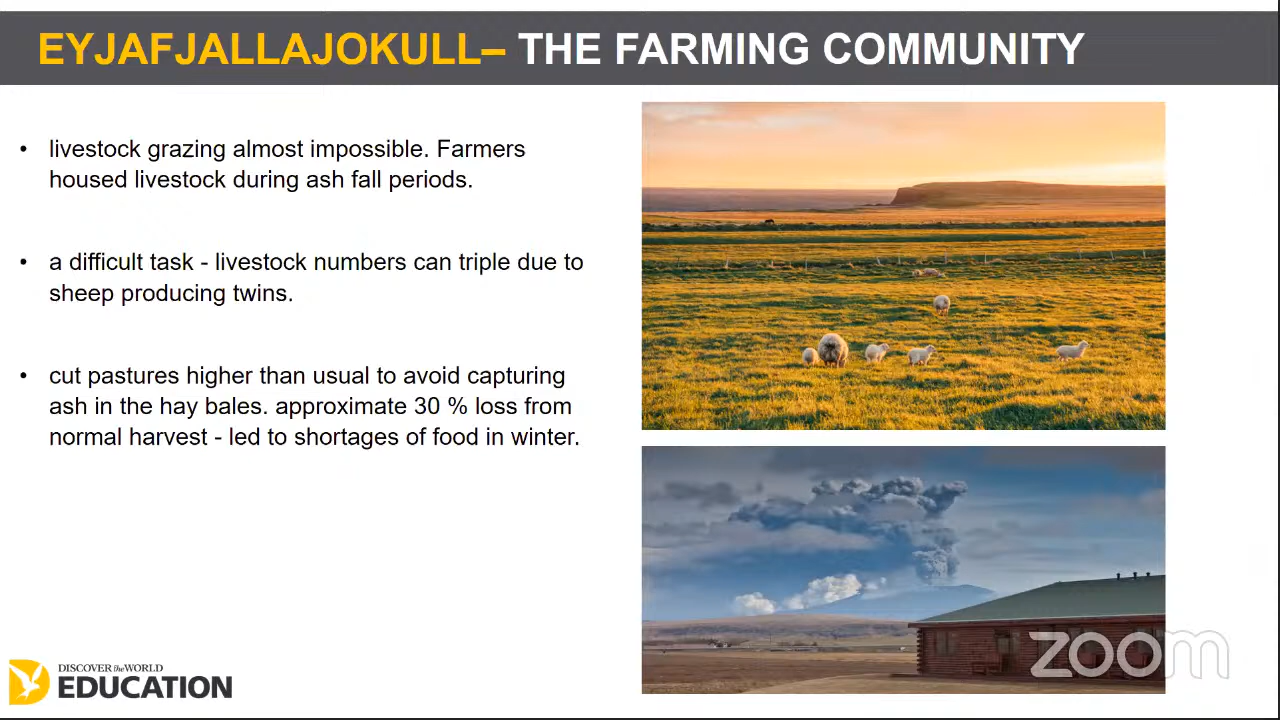 EYJAFJALLAJOKULL– THE FARMING COMMUNITY
• livestock grazing almost impossible. Farmers
housed livestock during ash fall periods.
• a difficult task - livestock numbers can triple due to
sheep producing twins.
• cut pastures higher than usual to avoid capturing
ash in the hay bales. approximate 30 % loss from
normal harvest - led to shortages of food in winter.
DISCOVER the WORLD
EDUCATION
zoom